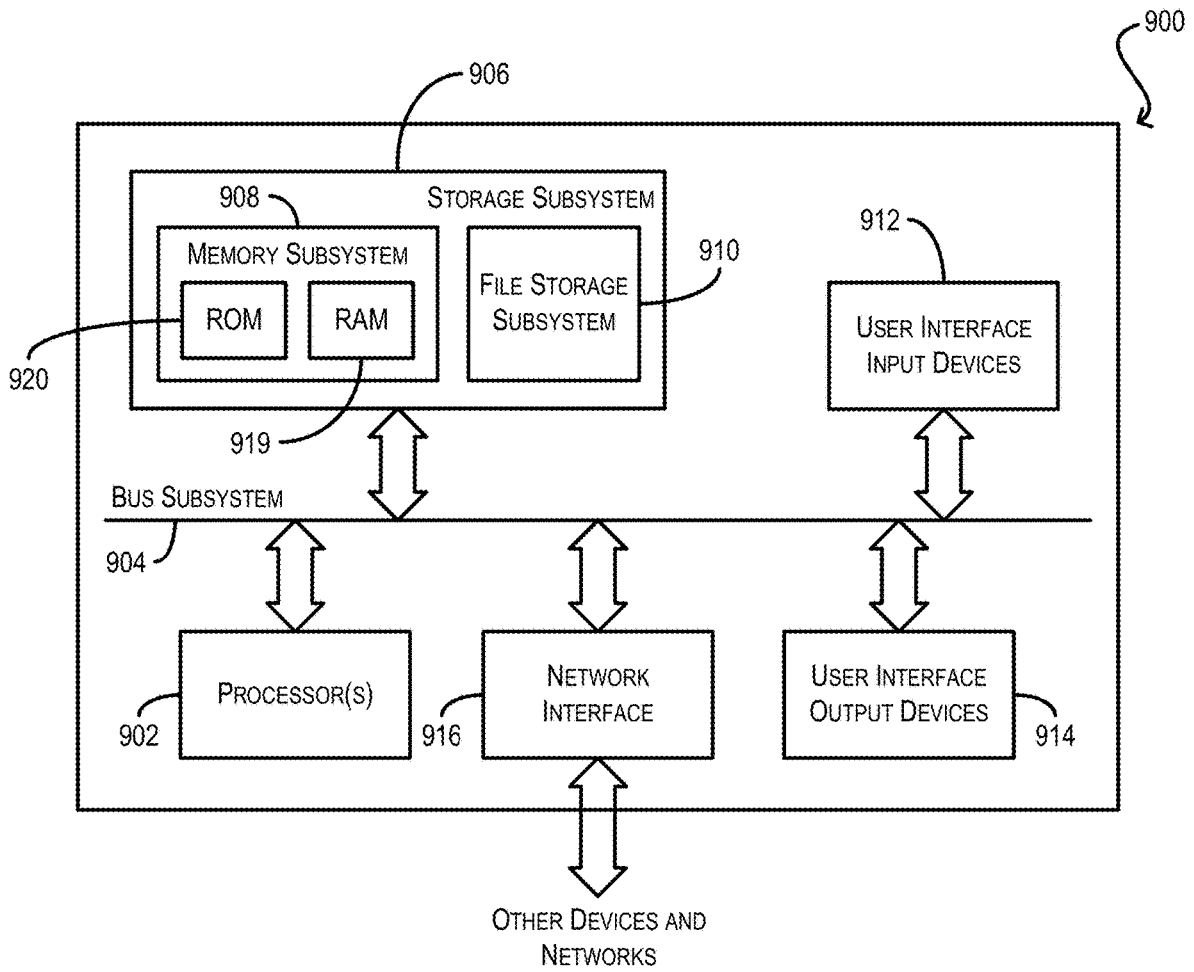 900
906
STORAGE SUBSYSTEM
908
MEMORY SUBSYSTEM
912
910
FILE STORAGE
SUBSYSTEM
ROM
RAM
USER INTERFACE
INPUT DEVICES
920
919
BUS SUBSYSTEM
904
PROCESSOR(S)
902
NETWORK
INTERFACE
916
USER INTERFACE
OUTPUT DEVICES
914
OTHER DEVICES AND
NETWORKS